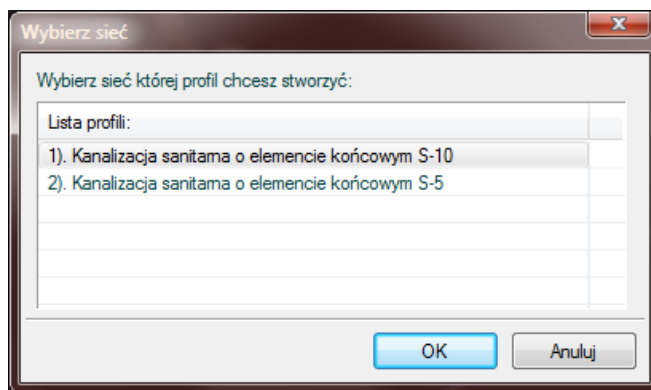 Wybierz sieć
Wybierz sieć której profil chcesz stworzyć:
Lista profili:
1). Kanalizacja sanitarna o elemencie końcowym S-10
2). Kanalizacja sanitarna o elemencie końcowym S-5
OK
Anuluj